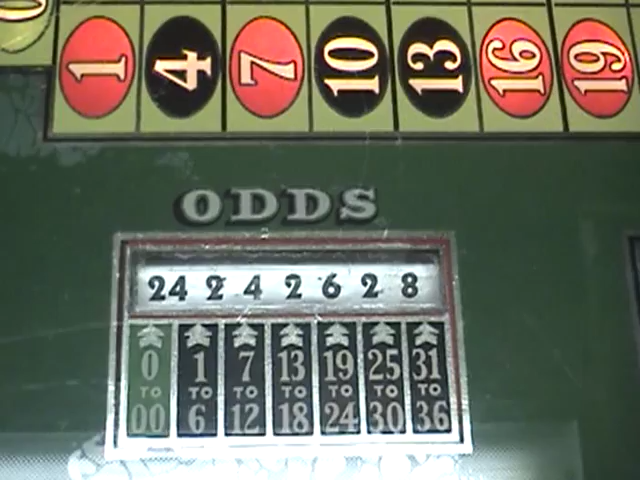 0
1 4 7 10 13 16 19
ODDS
24 2 4 2 6 2 8
0 1 7 13 19 25 31
TO TO TO TO TO TO TO
00 6 12 18 24 30 36